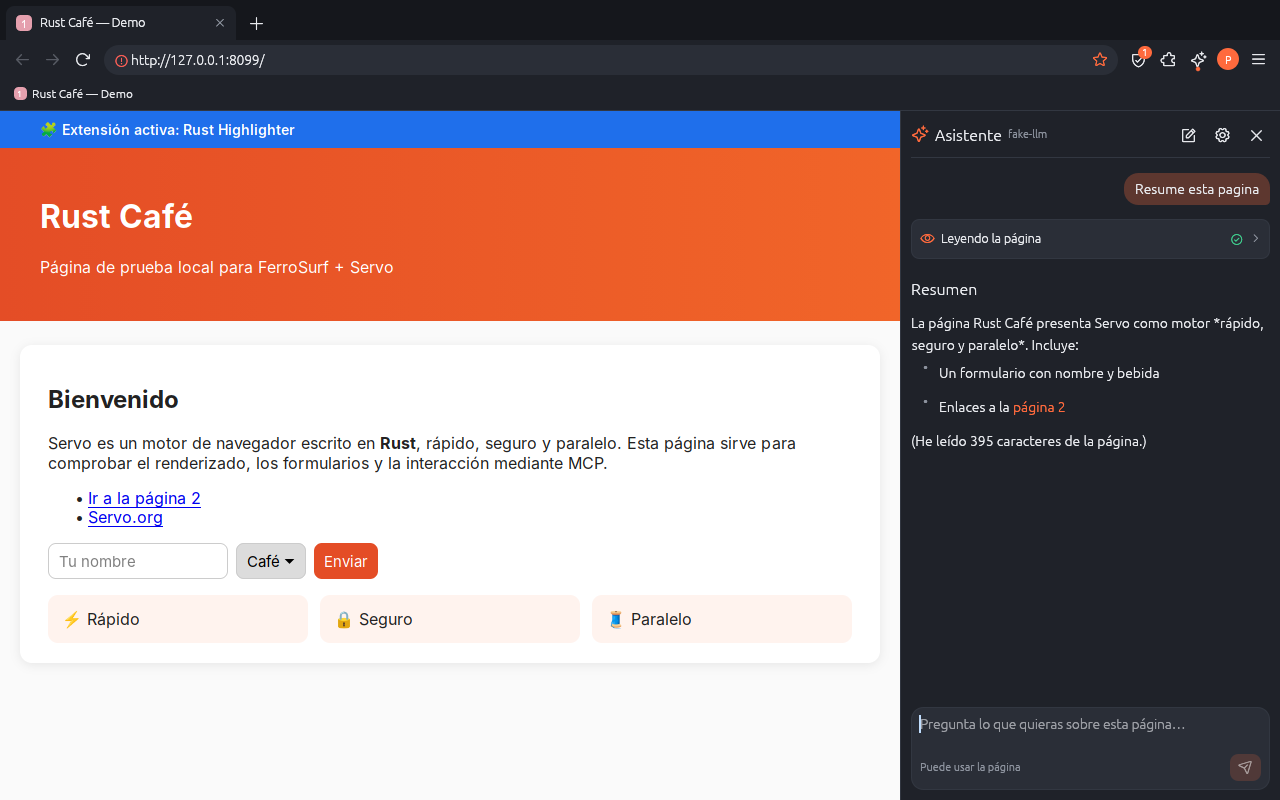 1 Rust Café — Demo
http://127.0.0.1:8099/
1
P
1 Rust Café — Demo
🧩 Extensión activa: Rust Highlighter
Rust Café
Página de prueba local para FerroSurf + Servo
Bienvenido
Servo es un motor de navegador escrito en Rust, rápido, seguro y paralelo. Esta página sirve para
comprobar el renderizado, los formularios y la interacción mediante MCP.
• Ir a la página 2
• Servo.org
Tu nombre
Café
Enviar
⚡ Rápido
🔒 Seguro
🧵 Paralelo
Asistente fake-llm
Resume esta pagina
Leyendo la página
Resumen
La página Rust Café presenta Servo como motor *rápido,
seguro y paralelo*. Incluye:
• Un formulario con nombre y bebida
• Enlaces a la página 2
(He leído 395 caracteres de la página.)
Pregunta lo que quieras sobre esta página…
Puede usar la página